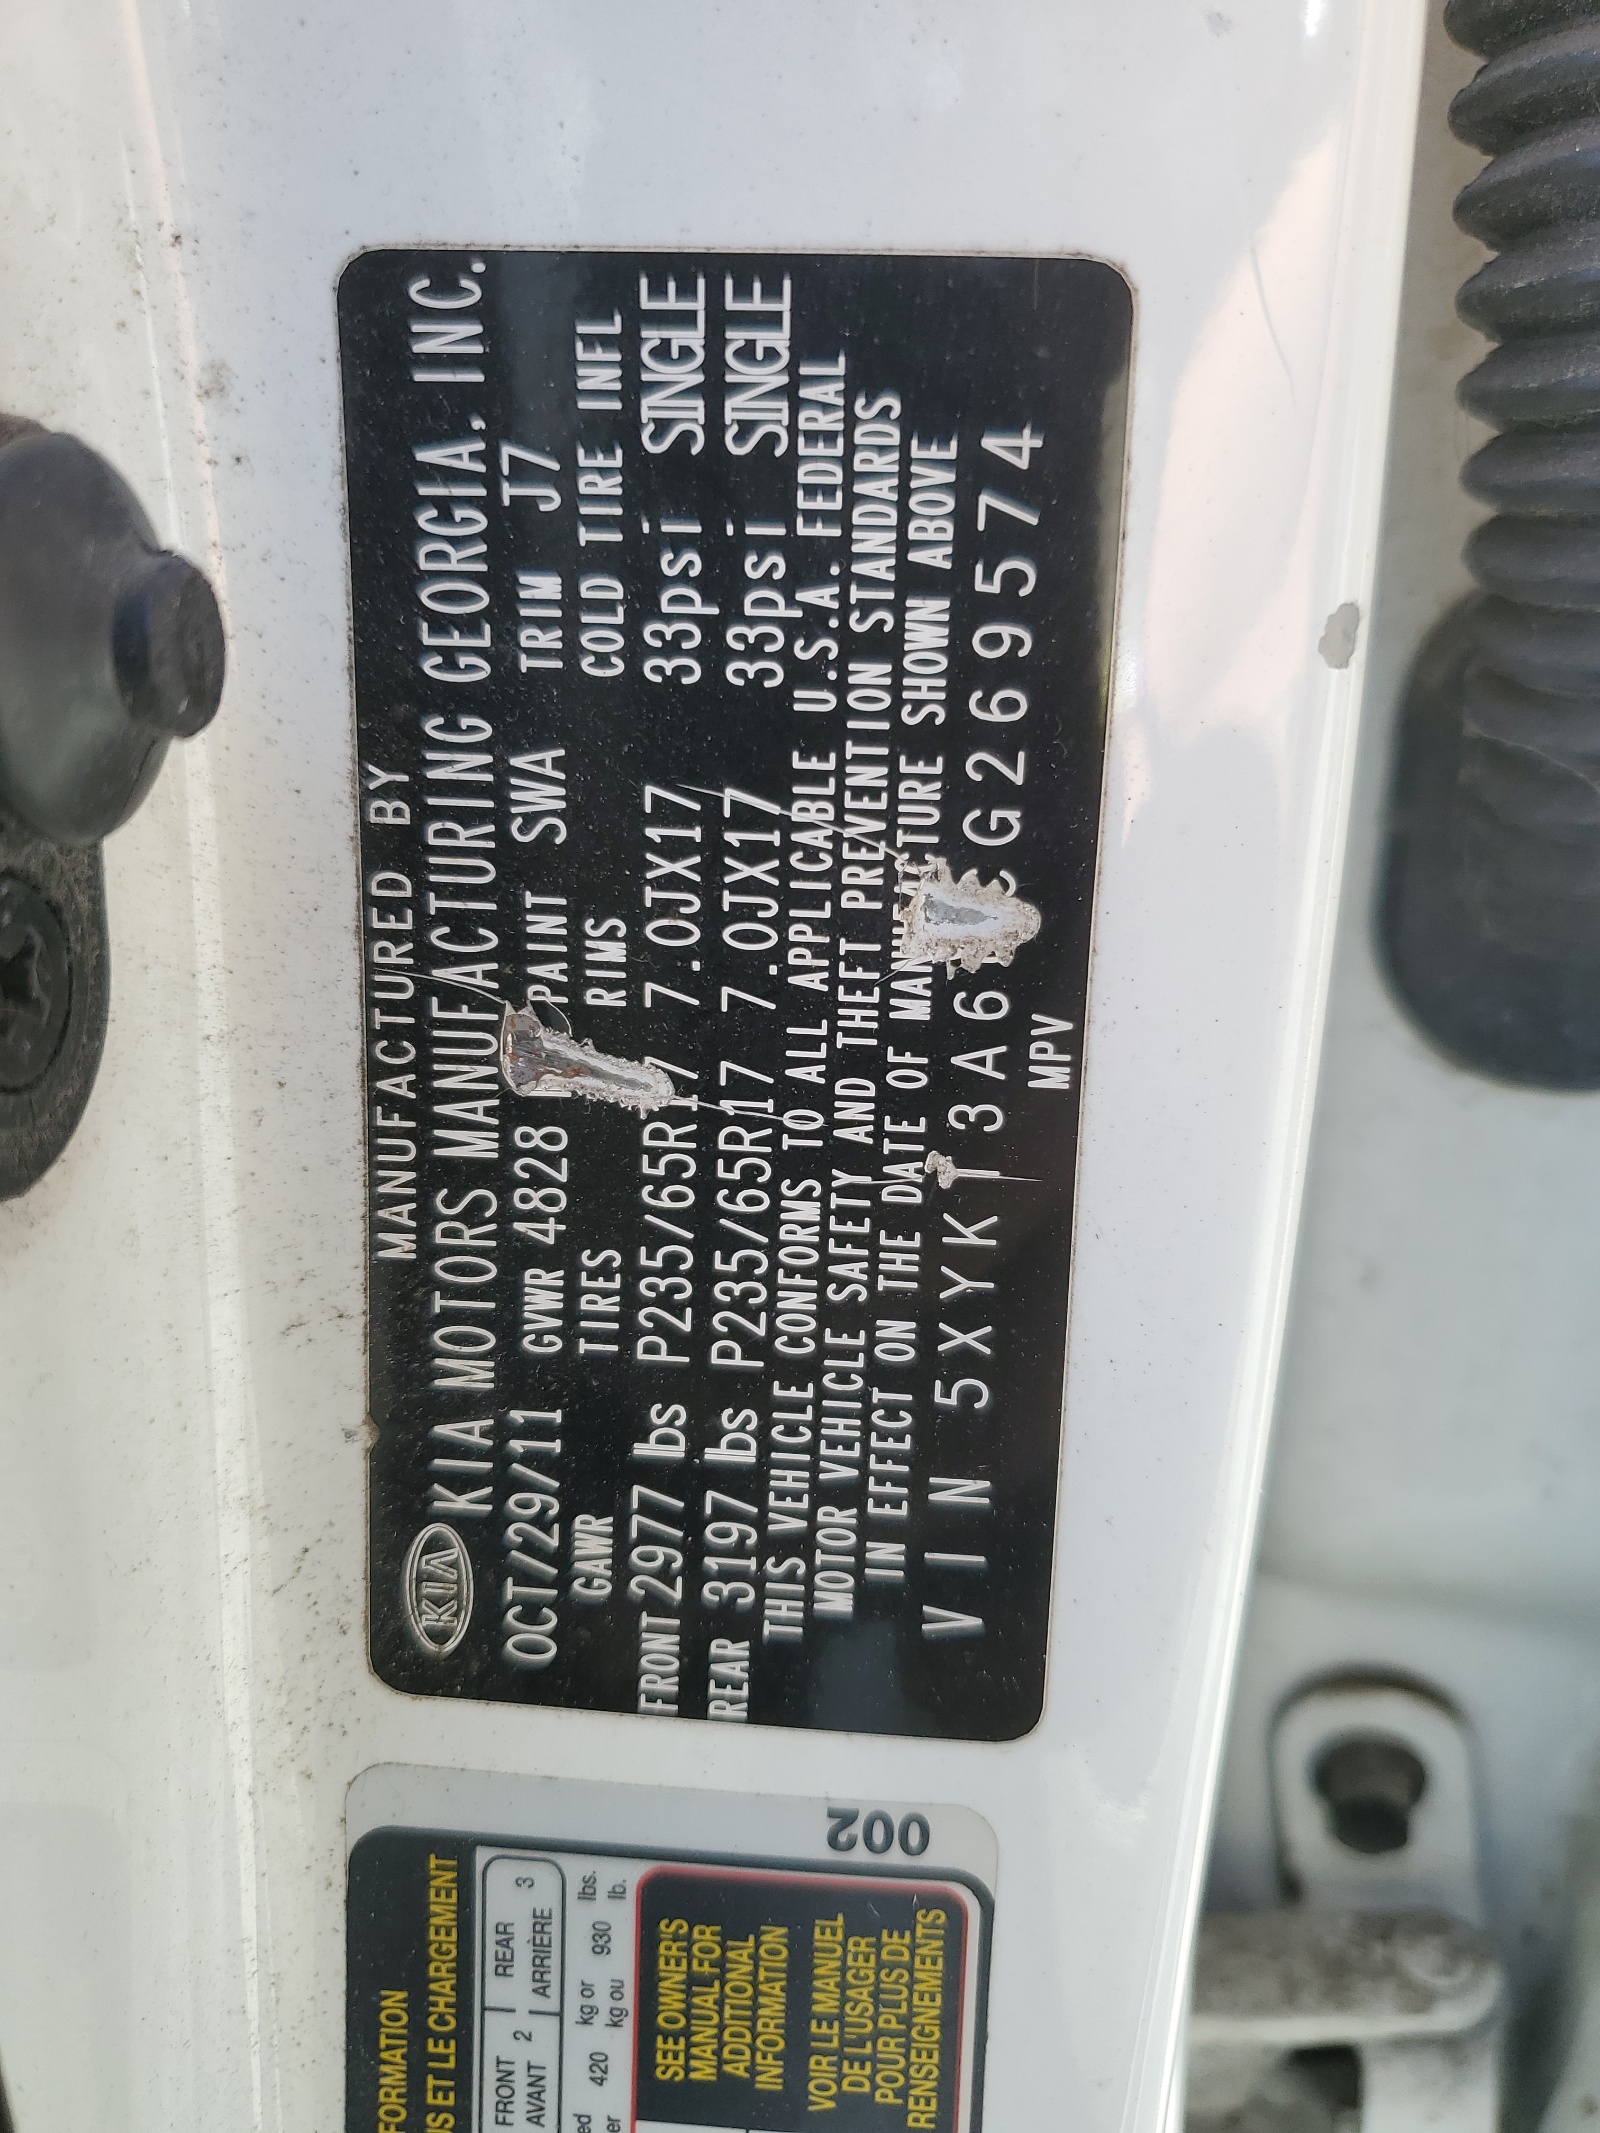 MANUFACTURED BY
KIA KIA MOTORS MANUFACTURING GEORGIA, INC.
OCT/29/11 GVWR 4828 PAINT SWA TRIM J7
GAWR TIRES RIMS COLD TIRE INFL
FRONT 2977 lbs P235/65R17 7.0JX17 33psi SINGLE
REAR 3197 lbs P235/65R17 7.0JX17 33psi SINGLE
THIS VEHICLE CONFORMS TO ALL APPLICABLE U.S.A. FEDERAL
MOTOR VEHICLE SAFETY AND THEFT PREVENTION STANDARDS
IN EFFECT ON THE DATE OF SHOWN ABOVE
VIN 5XYK 3A6 G269574
MPV
002
FORMATION
ET LE CHARGEMENT
FRONT 2 | REAR 3
AVANT | ARRIÈRE
420 kg or 930 lbs.
kg ou lb.
SEE OWNER'S
MANUAL FOR
ADDITIONAL
INFORMATION
VOIR LE MANUEL
DE L'USAGER
POUR PLUS DE
RENSEIGNEMENTS